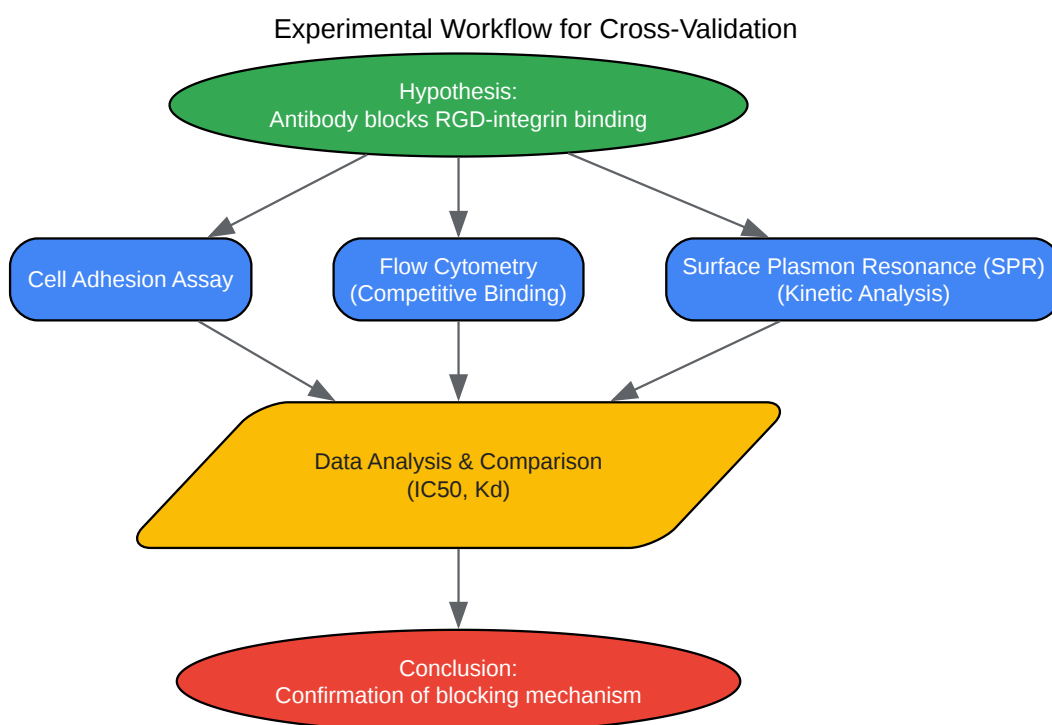 Experimental Workflow for Cross-Validation
Hypothesis:
Antibody blocks RGD-integrin binding
Cell Adhesion Assay
Flow Cytometry
(Competitive Binding)
Surface Plasmon Resonance (SPR)
(Kinetic Analysis)
Data Analysis & Comparison
(IC50, Kd)
Conclusion:
Confirmation of blocking mechanism